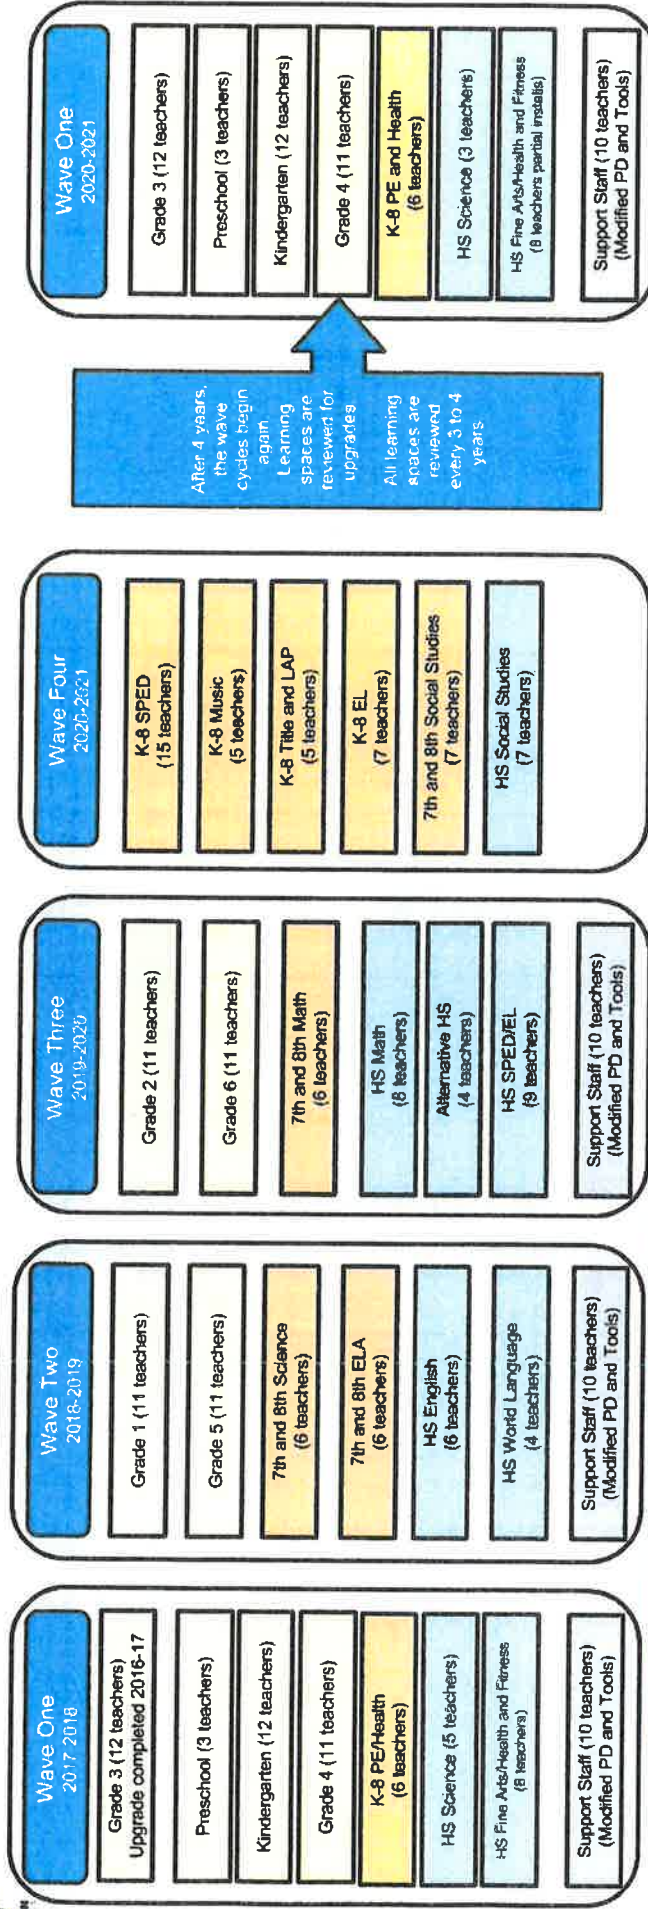 Wave One
2017-2018
Grade 3 (12 teachers)
Upgrade completed 2016-17
Preschool (3 teachers)
Kindergarten (12 teachers)
Grade 4 (11 teachers)
K-8 PE/Health
(6 teachers)
HS Science (5 teachers)
HS Fine Arts/Health and Fitness
(8 teachers)
Support Staff (10 teachers)
(Modified PD and Tools)
Wave Two
2018-2019
Grade 1 (11 teachers)
Grade 5 (11 teachers)
7th and 8th Science
(6 teachers)
7th and 8th ELA
(6 teachers)
HS English
(6 teachers)
HS World Language
(4 teachers)
Support Staff (10 teachers)
(Modified PD and Tools)
Wave Three
2019-2020
Grade 2 (11 teachers)
Grade 6 (11 teachers)
7th and 8th Math
(6 teachers)
HS Math
(8 teachers)
Alternative HS
(4 teachers)
HS SPED/EL
(9 teachers)
Support Staff (10 teachers)
(Modified PD and Tools)
Wave Four
2020-2021
K-8 SPED
(15 teachers)
K-8 Music
(5 teachers)
K-8 Title and LAP
(5 teachers)
K-8 EL
(7 teachers)
7th and 8th Social Studies
(7 teachers)
HS Social Studies
(7 teachers)
After 4 years,
the wave
cycles begin
again.
Learning
spaces are
reviewed for
upgrades
All learning
spaces are
reviewed
every 3 to 4
years
Wave One
2020-2021
Grade 3 (12 teachers)
Preschool (3 teachers)
Kindergarten (12 teachers)
Grade 4 (11 teachers)
K-8 PE and Health
(6 teachers)
HS Science (3 teachers)
HS Fine Arts/Health and Fitness
(8 teachers partial installs)
Support Staff (10 teachers)
(Modified PD and Tools)